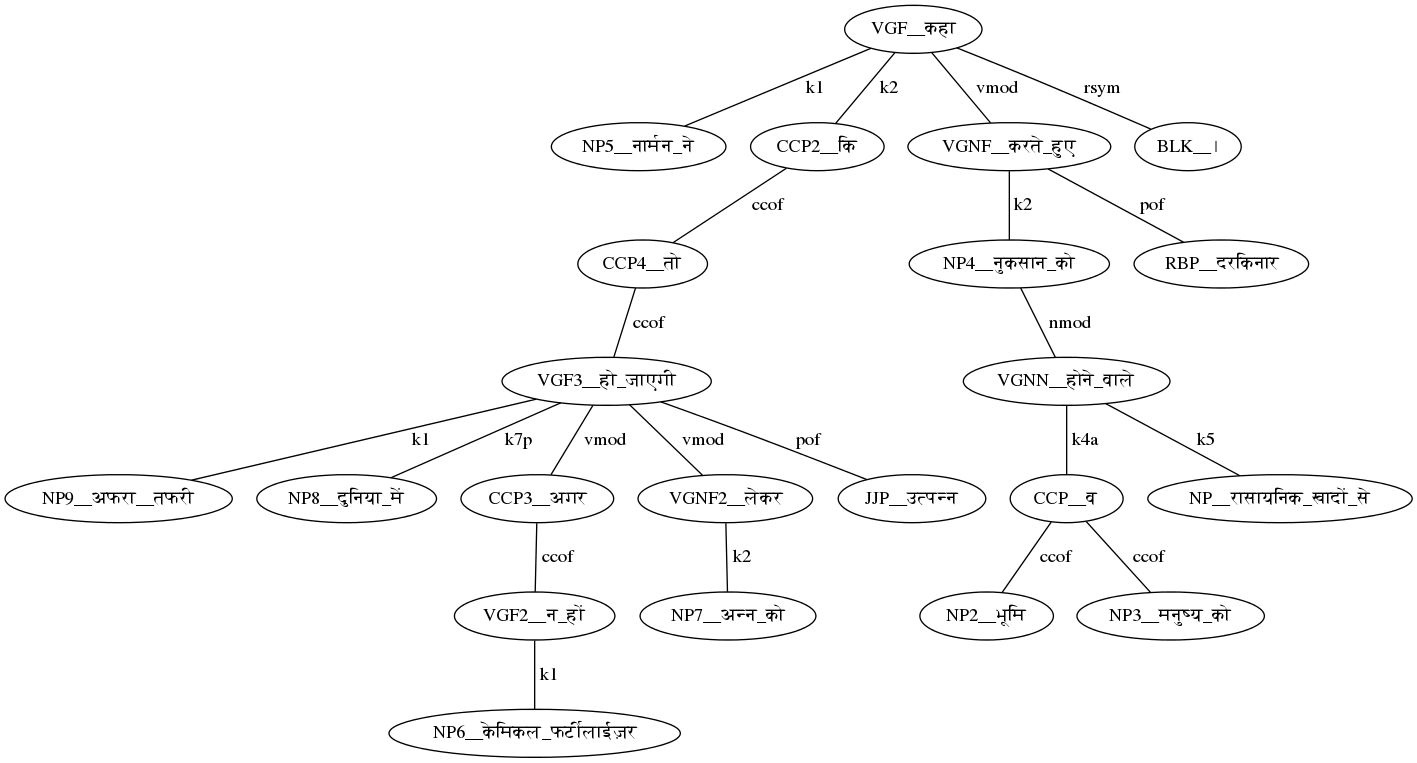 VGF__कहा
k1 k2 vmod rsym
NP5__नार्मन_ने CCP2__कि VGNF__करते_हुए BLK__।
ccof k2 pof
CCP4__तो NP4__नुकसान_को RBP__दरकिनार
ccof nmod
VGF3__हो_जाएगी VGNN__होने_वाले
k1 k7p vmod vmod pof k4a k5
NP9__अफरा__तफरी NP8__दुनिया_में CCP3__अगर VGNF2__लेकर JJP__उत्पन्न CCP__व NP__रासायनिक_खादों_से
ccof k2 ccof ccof
VGF2__न_हों NP7__अन्न_को NP2__भूमि NP3__मनुष्य_को
k1
NP6__केमिकल_फर्टीलाईज़र